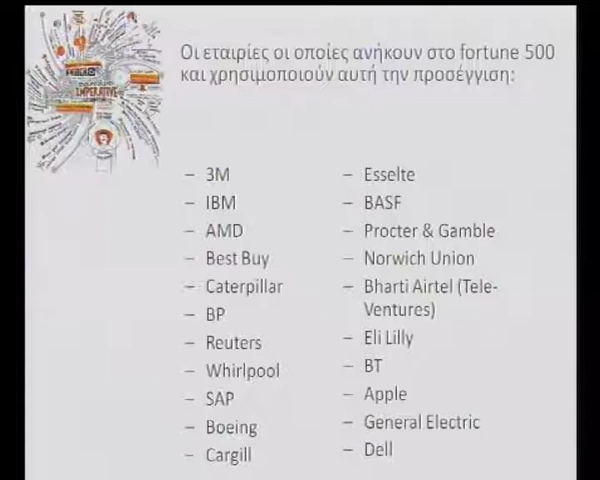 Οι εταιρίες οι οποίες ανήκουν στο fortune 500
και χρησιμοποιούν αυτή την προσέγγιση:
– 3M
– IBM
– AMD
– Best Buy
– Caterpillar
– BP
– Reuters
– Whirlpool
– SAP
– Boeing
– Cargill
– Esselte
– BASF
– Procter & Gamble
– Norwich Union
– Bharti Airtel (Tele-
Ventures)
– Eli Lilly
– BT
– Apple
– General Electric
– Dell
IMPERATIVE